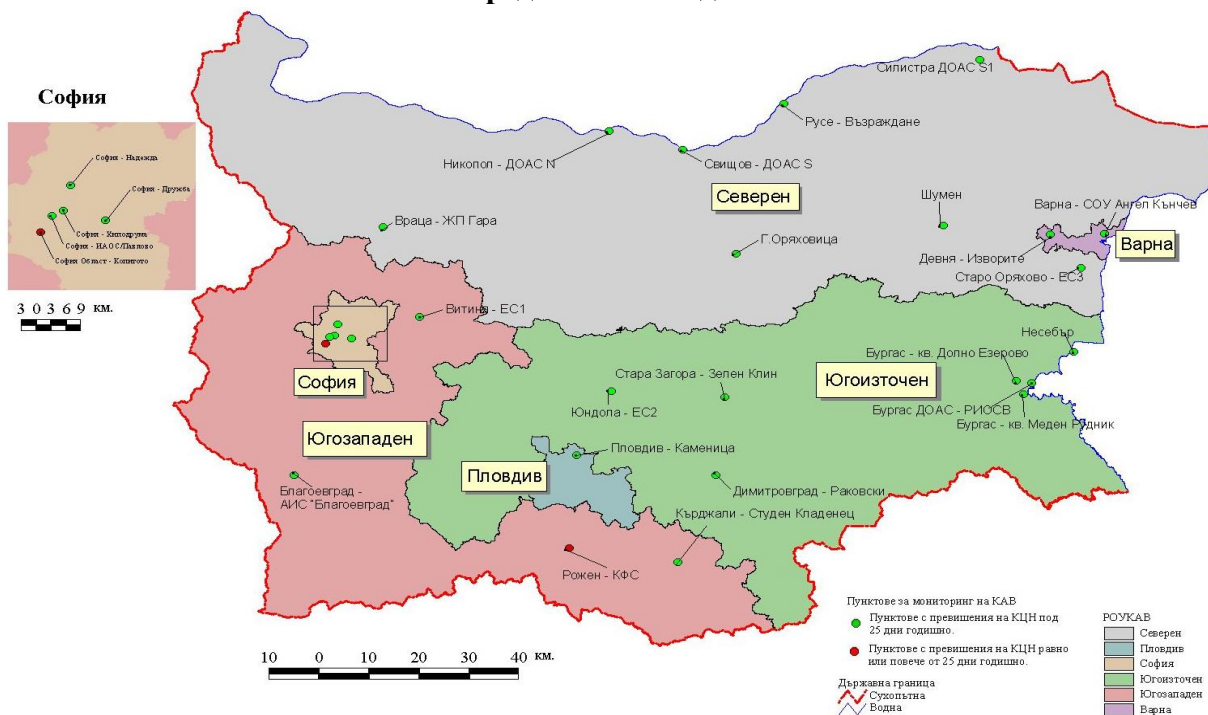 София
София - Надежда
София - Дружба
София - Хиподрума
София - ИАОС/Павлово
София Област - Копитото
3 0 3 6 9 км.
Силистра ДОАС S1
Русе - Възраждане
Никопол - ДОАС N
Свищов - ДОАС S
Северен
Шумен
Варна - СОУ Ангел Кънчев
Враца - ЖП Гара
Г.Оряховица
Варна
Девня - Изворите
Старо Оряхово - ЕС3
Витиня - ЕС1
Несебър
Бургас - кв. Долно Езерово
София
Стара Загора - Зелен Клин
Югоизточен
Юндола - ЕС2
Бургас ДОАС - РИОСВ
Бургас - кв. Меден Рудник
Югозападен
Пловдив - Каменица
Пловдив
Димитровград - Раковски
Благоевград -
АИС "Благоевград"
Кърджали - Студен Кладенец
Рожен - КФС
10 0 10 20 30 40 км.
Пунктове за мониторинг на КАВ
Пунктове с превишения на КЦН под
25 дни годишно.
Пунктове с превишения на КЦН равно
или повече от 25 дни годишно.
Държавна граница
Сухопътна
Водна
РОУКАВ
Северен
Пловдив
София
Югоизточен
Югозападен
Варна